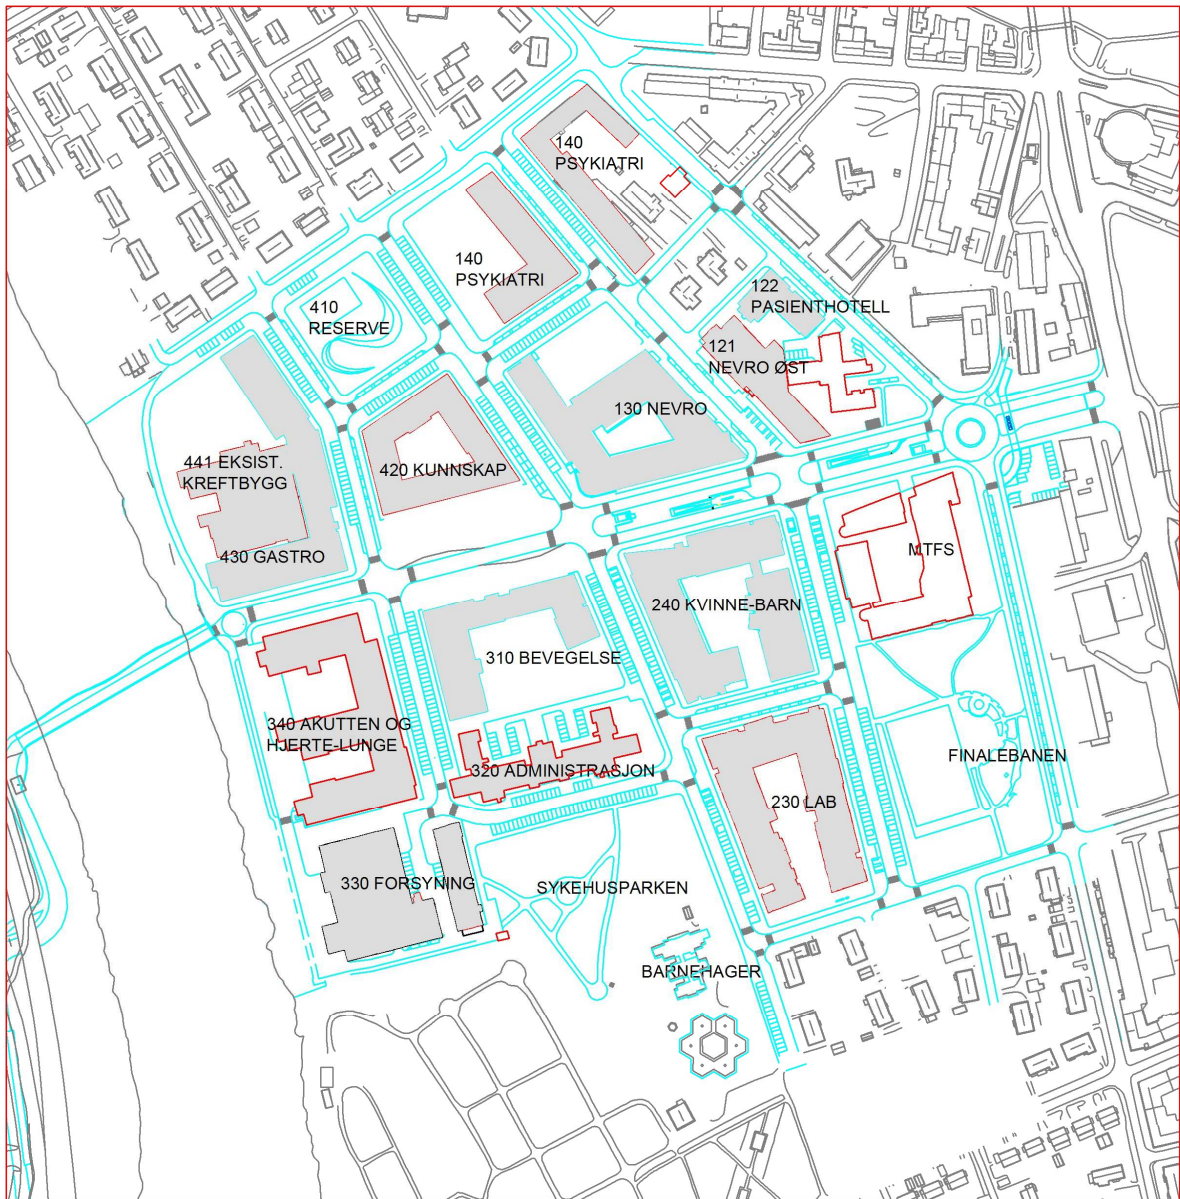 140
PSYKIATRI
140
PSYKIATRI
122
PASIENTHOTELL
410
RESERVE
121
NEVRO ØST
130 NEVRO
441 EKSIST.
KREFTBYGG
420 KUNNSKAP
430 GASTRO
MTFS
240 KVINNE-BARN
310 BEVEGELSE
340 AKUTTEN OG
HJERTE-LUNGE
320 ADMINISTRASJON
FINALEBANEN
230 LAB
330 FORSYNING
SYKEHUSPARKEN
BARNEHAGER